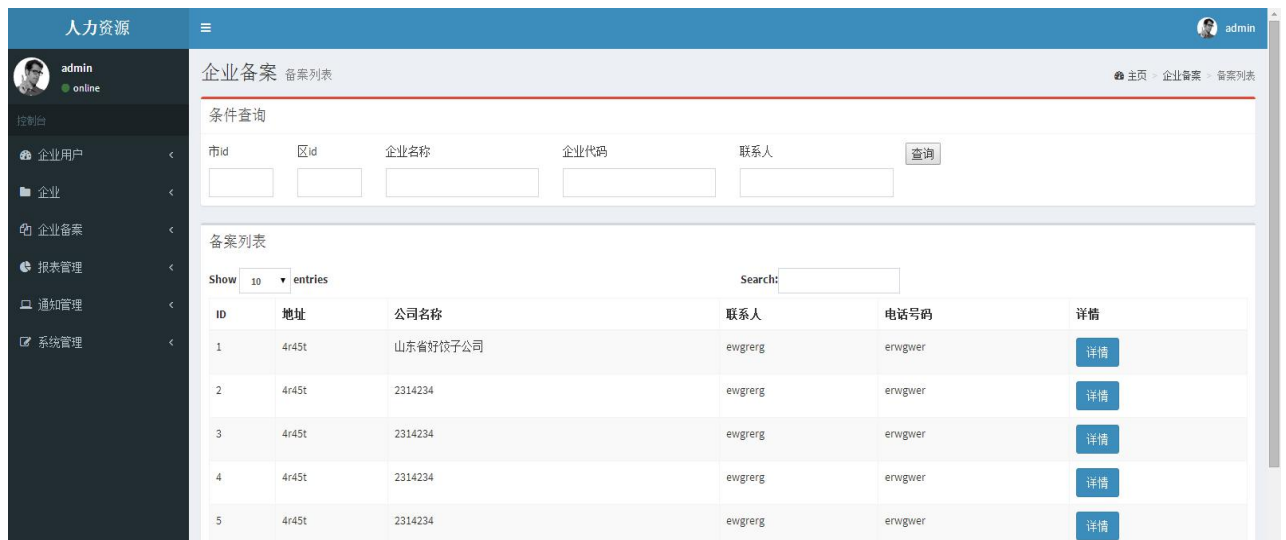 人力资源
admin
admin
online
企业备案 备案列表
主页 > 企业备案 > 备案列表
控制台
企业用户
企业
企业备案
报表管理
通知管理
系统管理
条件查询
市id 区id 企业名称 企业代码 联系人 查询
备案列表
Show 10 entries Search:
ID 地址 公司名称 联系人 电话号码 详情
1 4r45t 山东省好饺子公司 ewgrerg erwgwer 详情
2 4r45t 2314234 ewgrerg erwgwer 详情
3 4r45t 2314234 ewgrerg erwgwer 详情
4 4r45t 2314234 ewgrerg erwgwer 详情
5 4r45t 2314234 ewgrerg erwgwer 详情